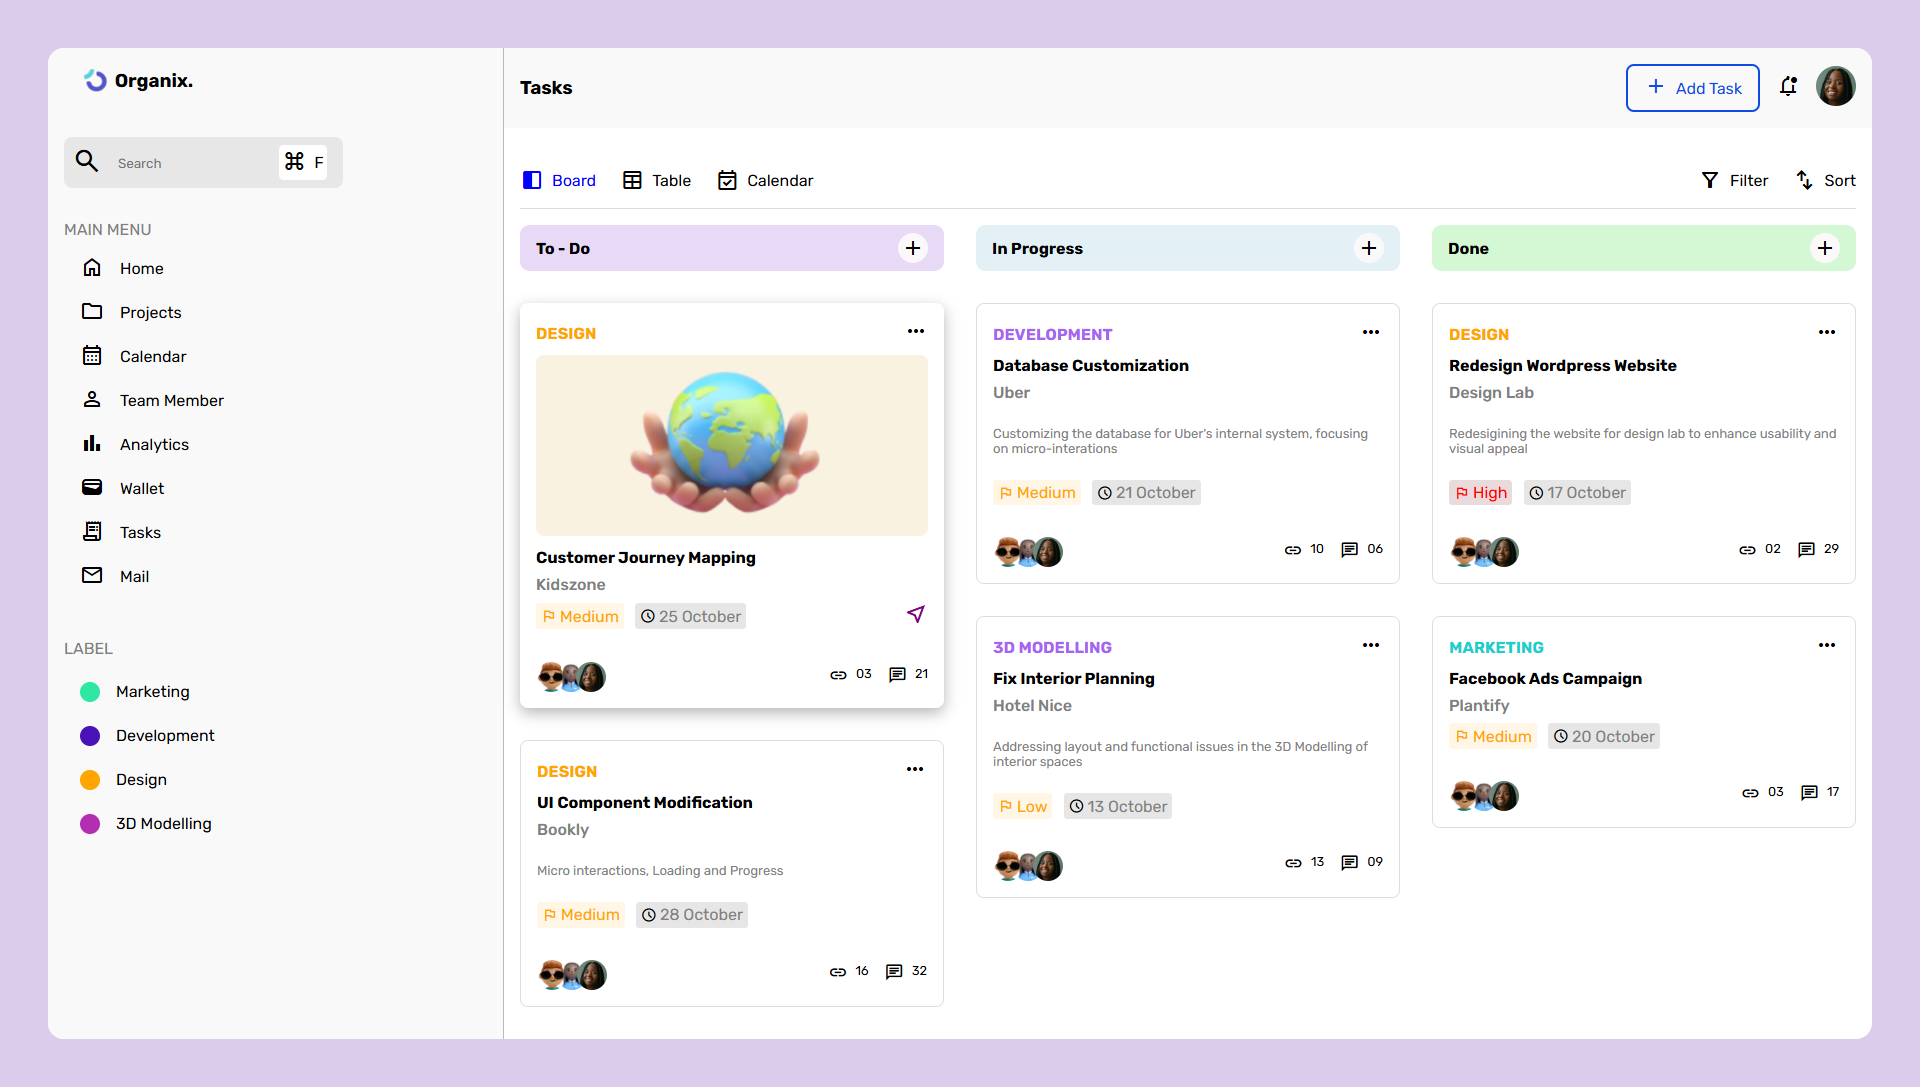 Organix.
Search
⌘ F
MAIN MENU
Home
Projects
Calendar
Team Member
Analytics
Wallet
Tasks
Mail
LABEL
Marketing
Development
Design
3D Modelling
Tasks
+ Add Task
Board
Table
Calendar
Filter
Sort
To - Do
DESIGN
Customer Journey Mapping
Kidszone
Medium
25 October
03
21
DESIGN
UI Component Modification
Bookly
Micro interactions, Loading and Progress
Medium
28 October
16
32
In Progress
DEVELOPMENT
Database Customization
Uber
Customizing the database for Uber's internal system, focusing
on micro-interations
Medium
21 October
10
06
3D MODELLING
Fix Interior Planning
Hotel Nice
Addressing layout and functional issues in the 3D Modelling of
interior spaces
Low
13 October
13
09
Done
DESIGN
Redesign Wordpress Website
Design Lab
Redesigining the website for design lab to enhance usability and
visual appeal
High
17 October
02
29
MARKETING
Facebook Ads Campaign
Plantify
Medium
20 October
03
17